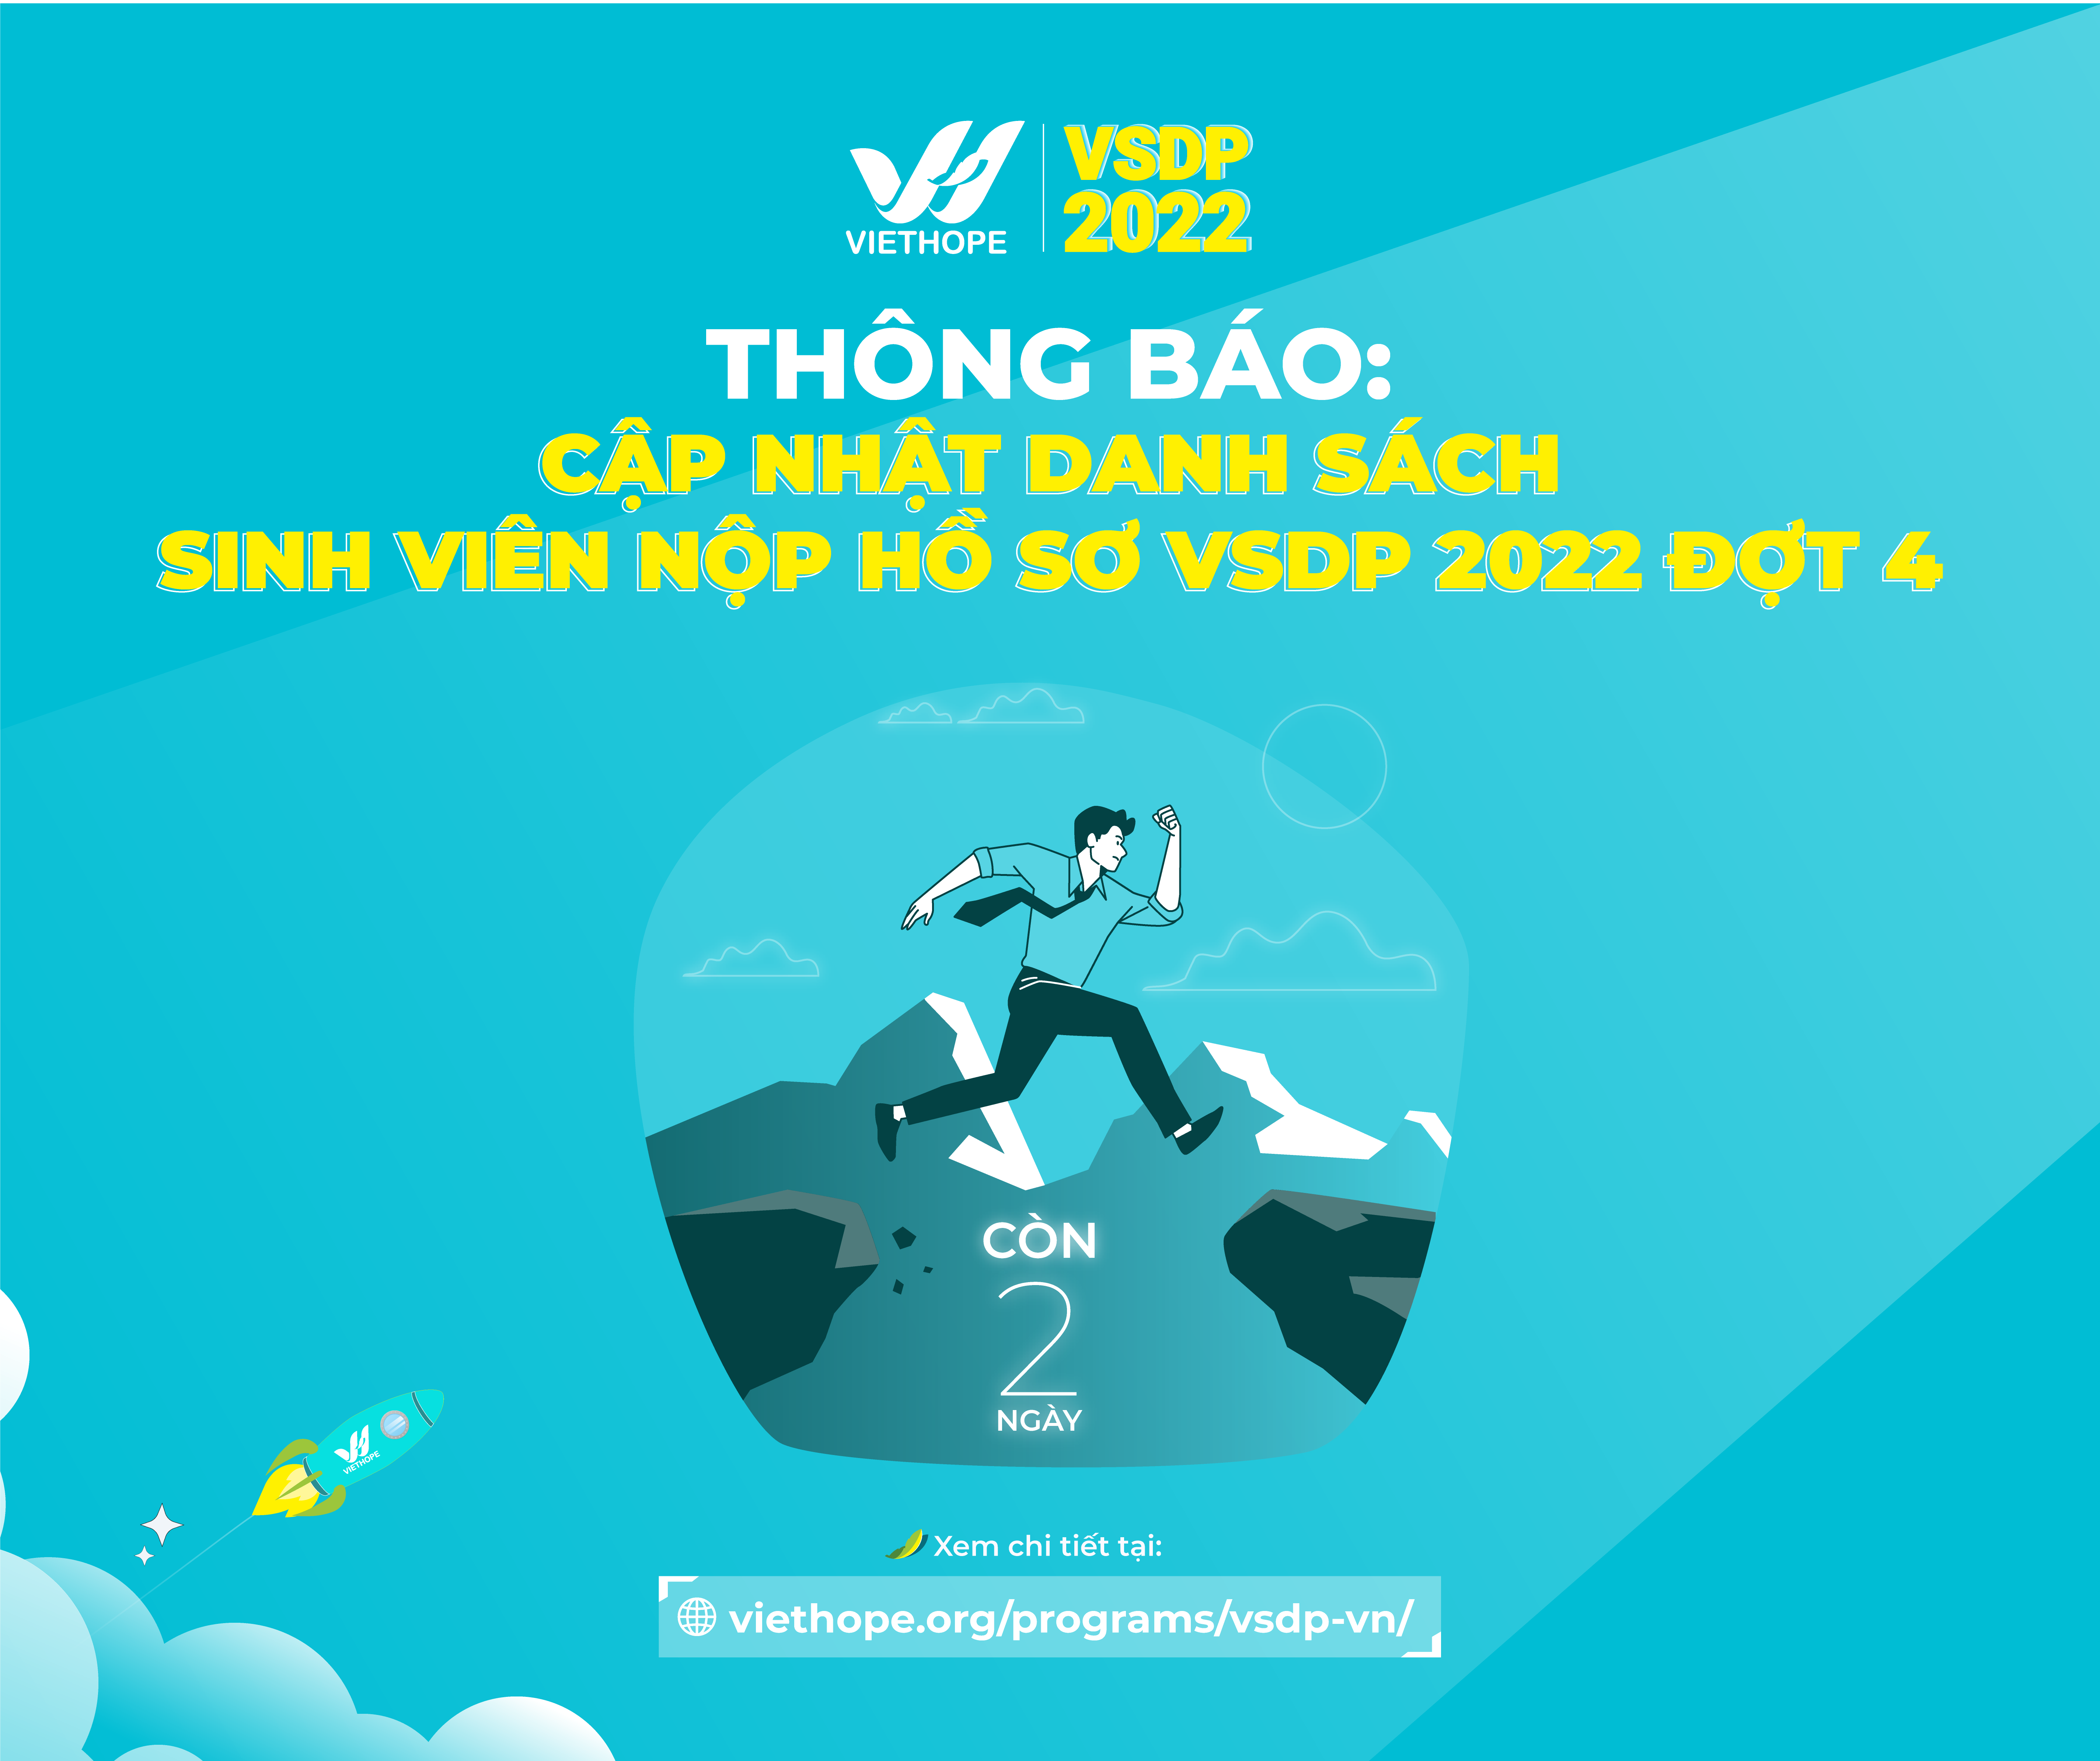 VIETHOPE
VSDP
2022
THÔNG BÁO:
CẬP NHẬT DANH SÁCH
SINH VIÊN NỘP HỒ SƠ VSDP 2022 ĐỢT 4
CÒN
2
NGÀY
VIETHOPE
Xem chi tiết tại:
viethope.org/programs/vsdp-vn/